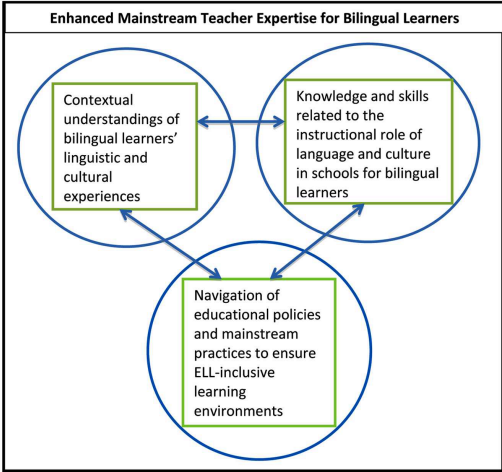 Enhanced Mainstream Teacher Expertise for Bilingual Learners
Contextual
understandings of
bilingual learners’
linguistic and
cultural
experiences
Knowledge and skills
related to the
instructional role of
language and culture
in schools for bilingual
learners
Navigation of
educational policies
and mainstream
practices to ensure
ELL-inclusive
learning
environments